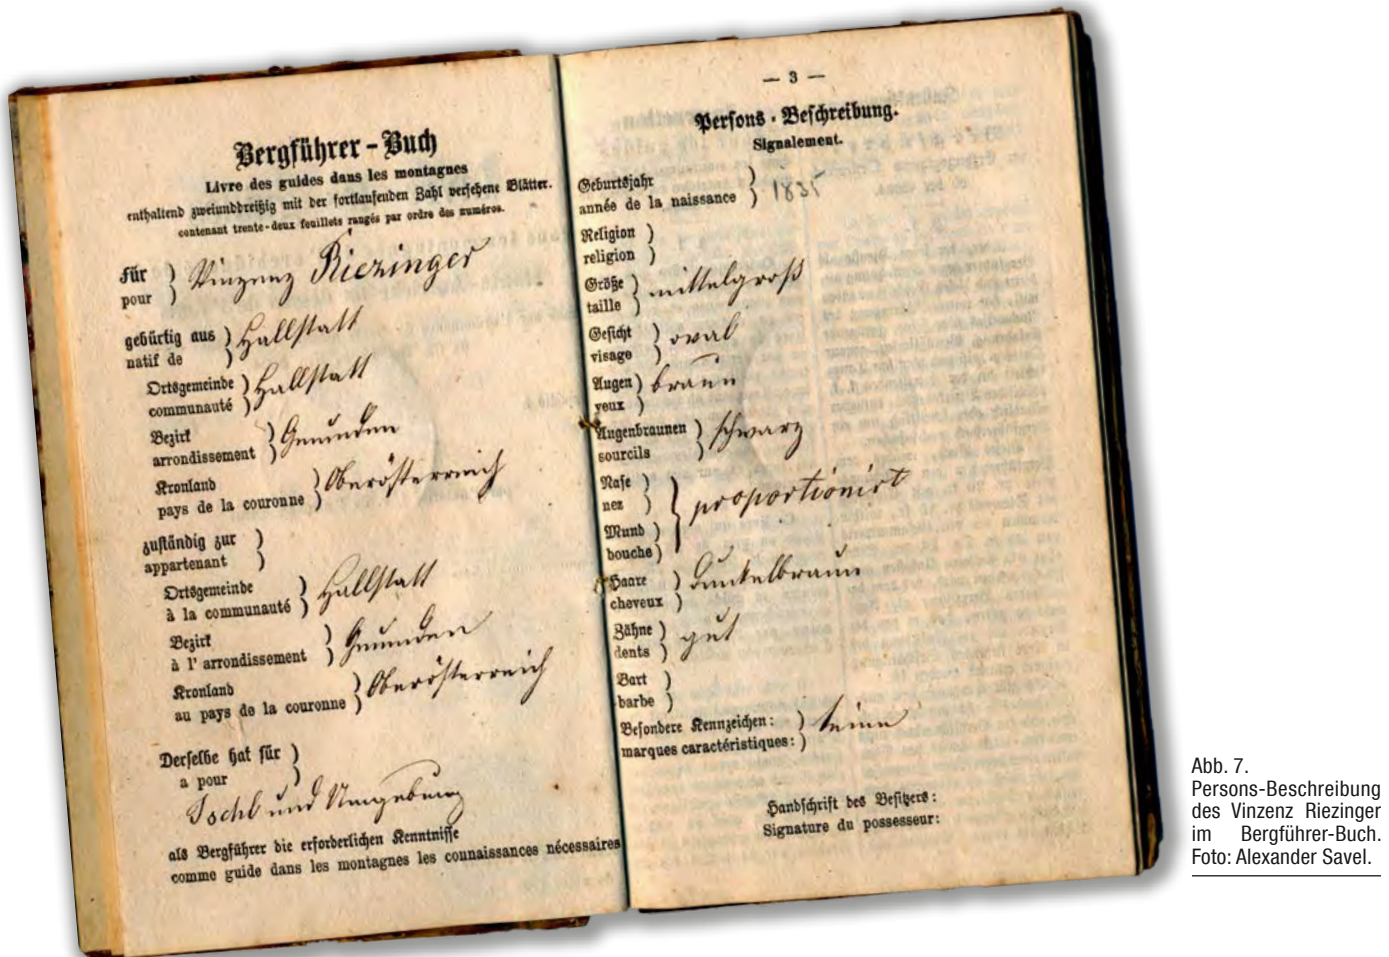 Bergführer-Buch
Livre des guides dans les montagnes
enthaltend zweiunddreißig mit der fortlaufenden Zahl versehene Blätter.
contenant trente-deux feuillets rangés par ordre des numéros.
Für
pour
Vinzenz Riezinger
gebürtig aus
natif de
Hallstatt
Ortsgemeinde
communauté
Hallstatt
Bezirk
arrondissement
Gmunden
Kronland
pays de la couronne
Oberösterreich
zuständig zur
appartenant
Ortsgemeinde
à la communauté
Hallstatt
Bezirk
à l' arrondissement
Gmunden
Kronland
au pays de la couronne
Oberösterreich
Derselbe hat für
a pour
Ischl und Umgebung
als Bergführer die erforderlichen Kenntnisse
comme guide dans les montagnes les connaissances nécessaires
— 3 —
Persons-Beschreibung.
Signalement.
Geburtsjahr
année de la naissance
1835
Religion
religion
Größe
taille
mittelgroß
Gesicht
visage
oval
Augen
yeux
braun
Augenbraunen
sourcils
schwarz
Nase
nez
Mund
bouche
proportionirt
Haare
cheveux
dunkelbraun
Zähne
dents
gut
Bart
barbe
Besondere Kennzeichen:
marques caractéristiques:
keine
Handschrift des Besitzers:
Signature du possesseur:
Abb. 7.
Persons-Beschreibung
des Vinzenz Riezinger
im Bergführer-Buch.
Foto: Alexander Savel.